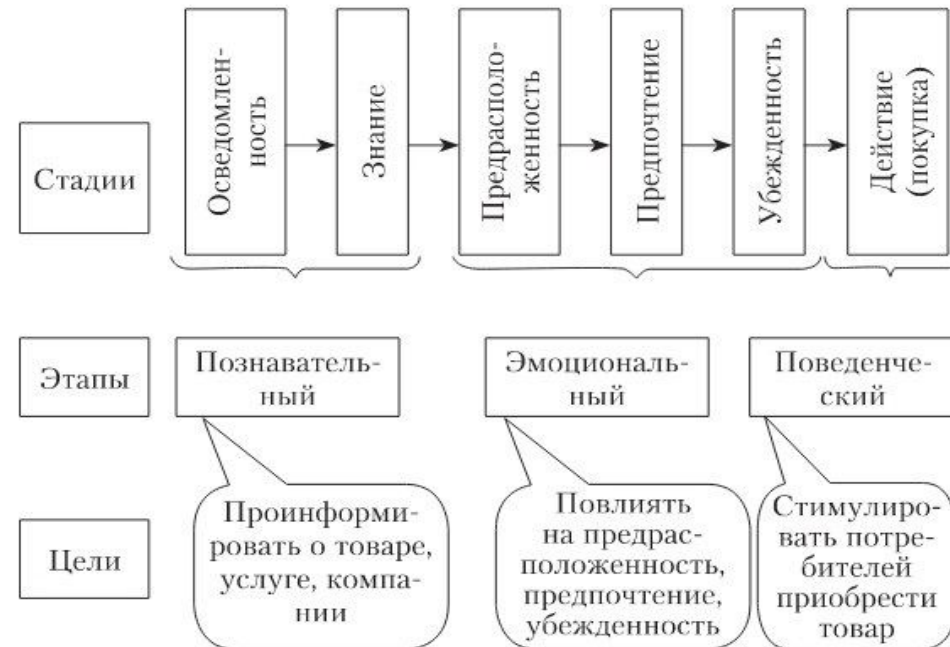 Стадии
Осведомлен-
ность
Знание
Предрасполо-
женность
Предпочтение
Убежденность
Действие
(покупка)
Этапы
Познаватель-
ный
Эмоциональ-
ный
Поведенче-
ский
Цели
Проинформи-
ровать о товаре,
услуге, компа-
нии
Повлиять
на предрас-
положенность,
предпочтение,
убежденность
Стимулиро-
вать потре-
бителей
приобрести
товар